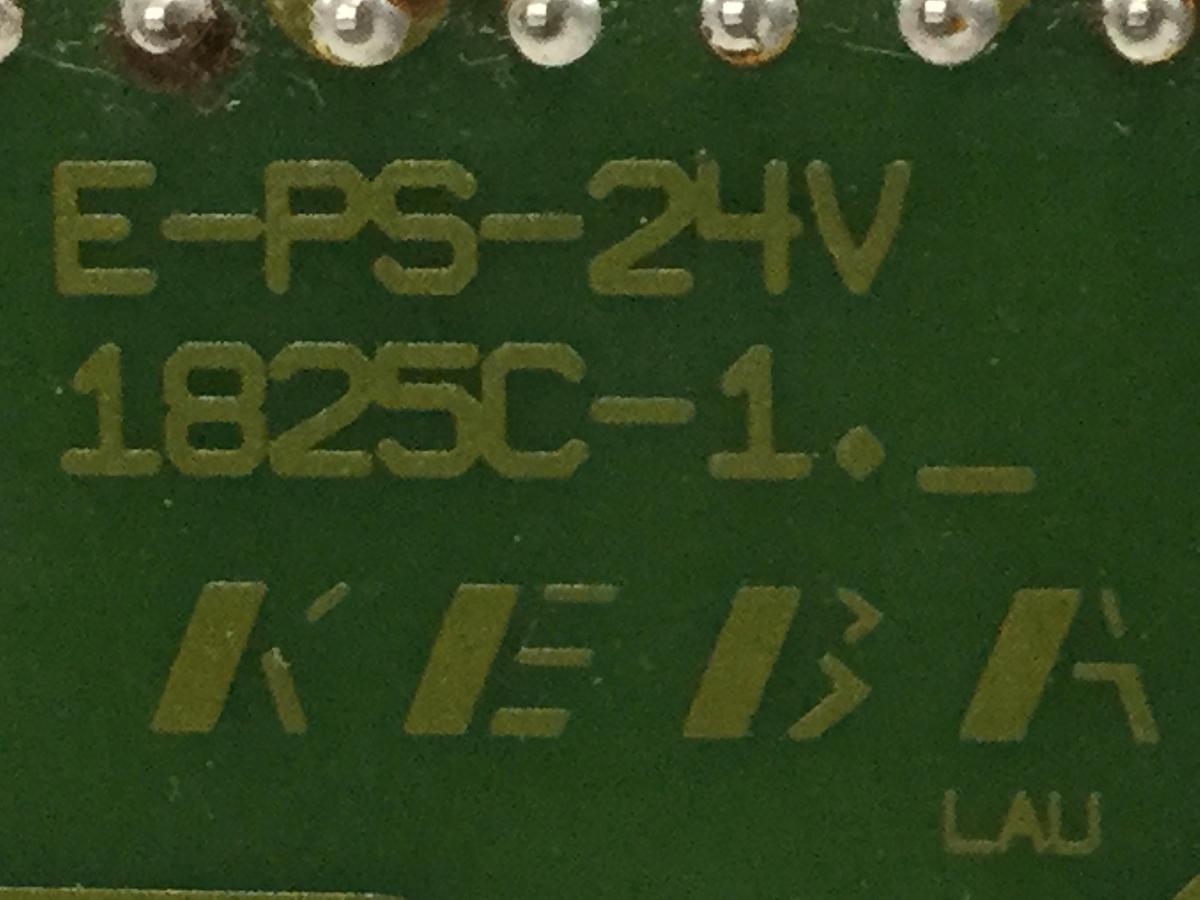 E-PS-24V
1825C-1._
KEBA
LAU